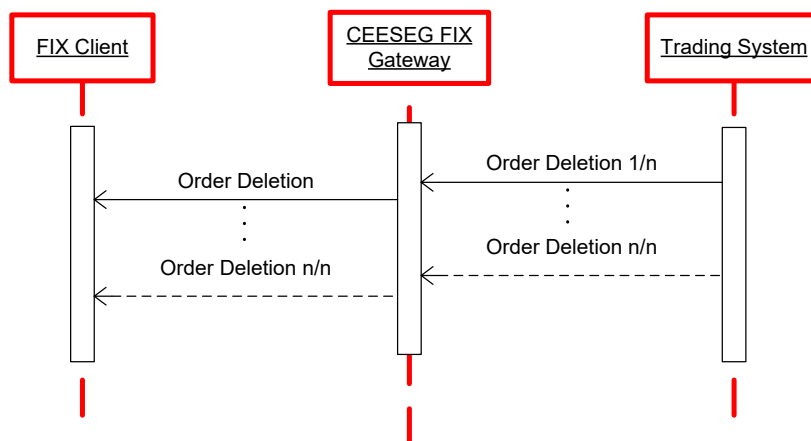 FIX Client
CEESEG FIX
Gateway
Trading System
Order Deletion
Order Deletion 1/n
Order Deletion n/n
Order Deletion n/n